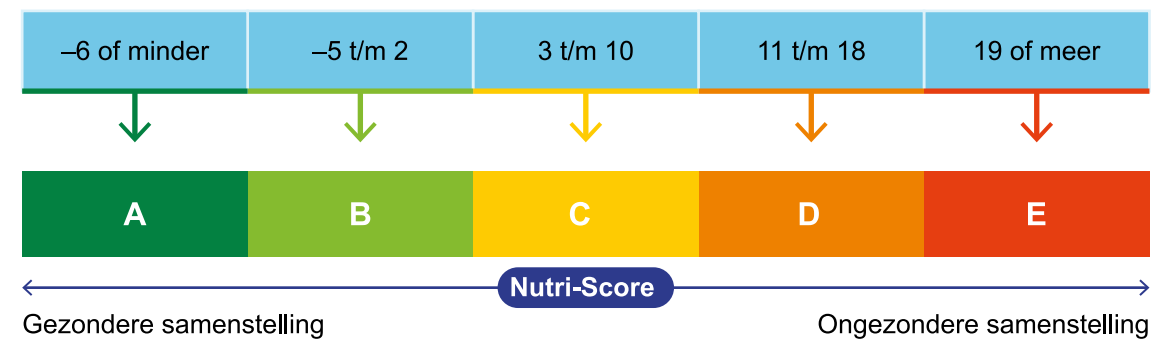 –6 of minder –5 t/m 2 3 t/m 10 11 t/m 18 19 of meer
A B C D E
Nutri-Score
Gezondere samenstelling Ongezondere samenstelling